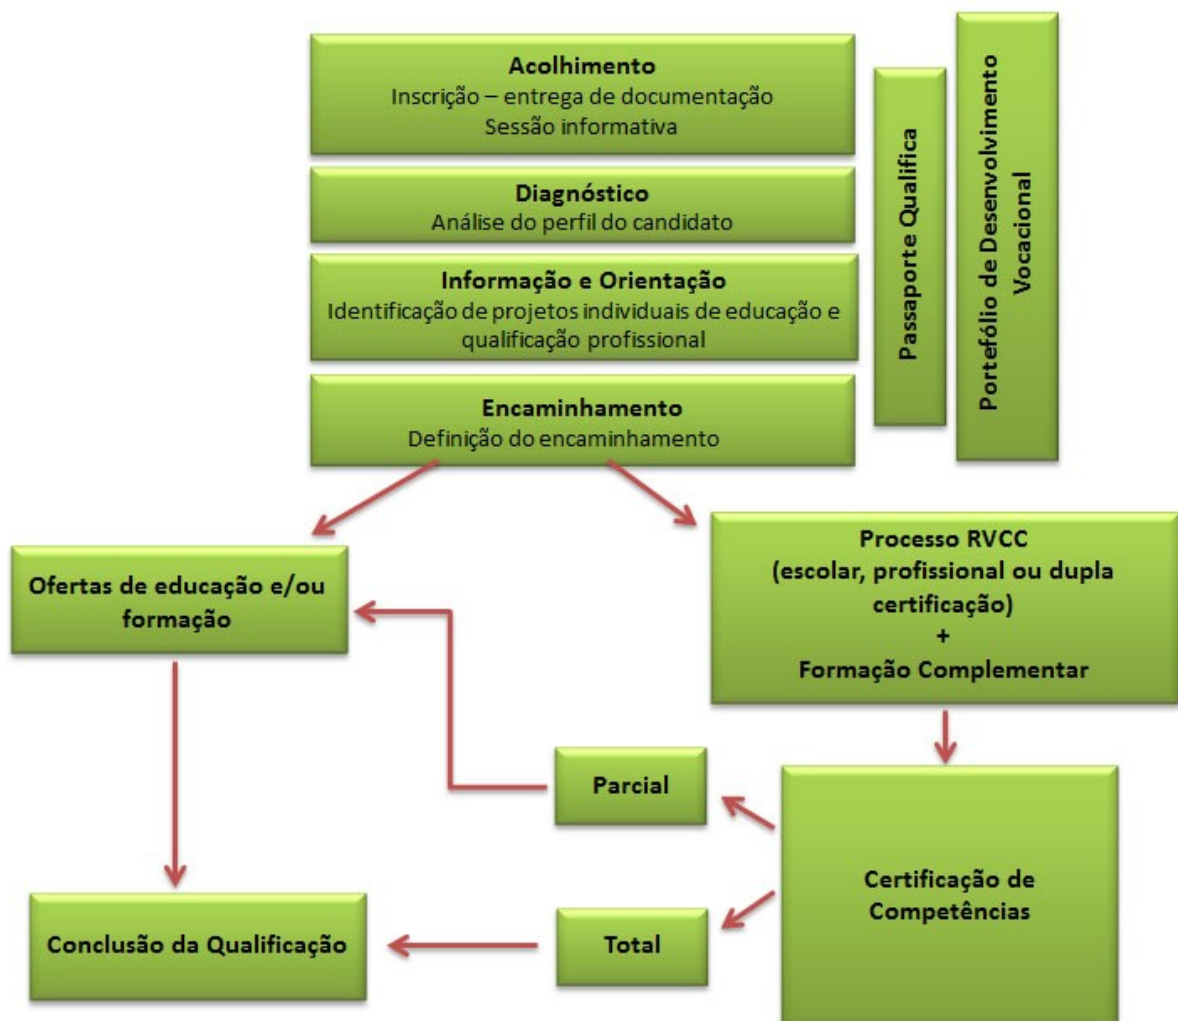 Acolhimento
Inscrição – entrega de documentação
Sessão informativa
Diagnóstico
Análise do perfil do candidato
Informação e Orientação
Identificação de projetos individuais de educação e
qualificação profissional
Encaminhamento
Definição do encaminhamento
Passaporte Qualifica
Portefólio de Desenvolvimento
Vocacional
Ofertas de educação e/ou
formação
Processo RVCC
(escolar, profissional ou dupla
certificação)
+
Formação Complementar
Parcial
Certificação de
Competências
Total
Conclusão da Qualificação